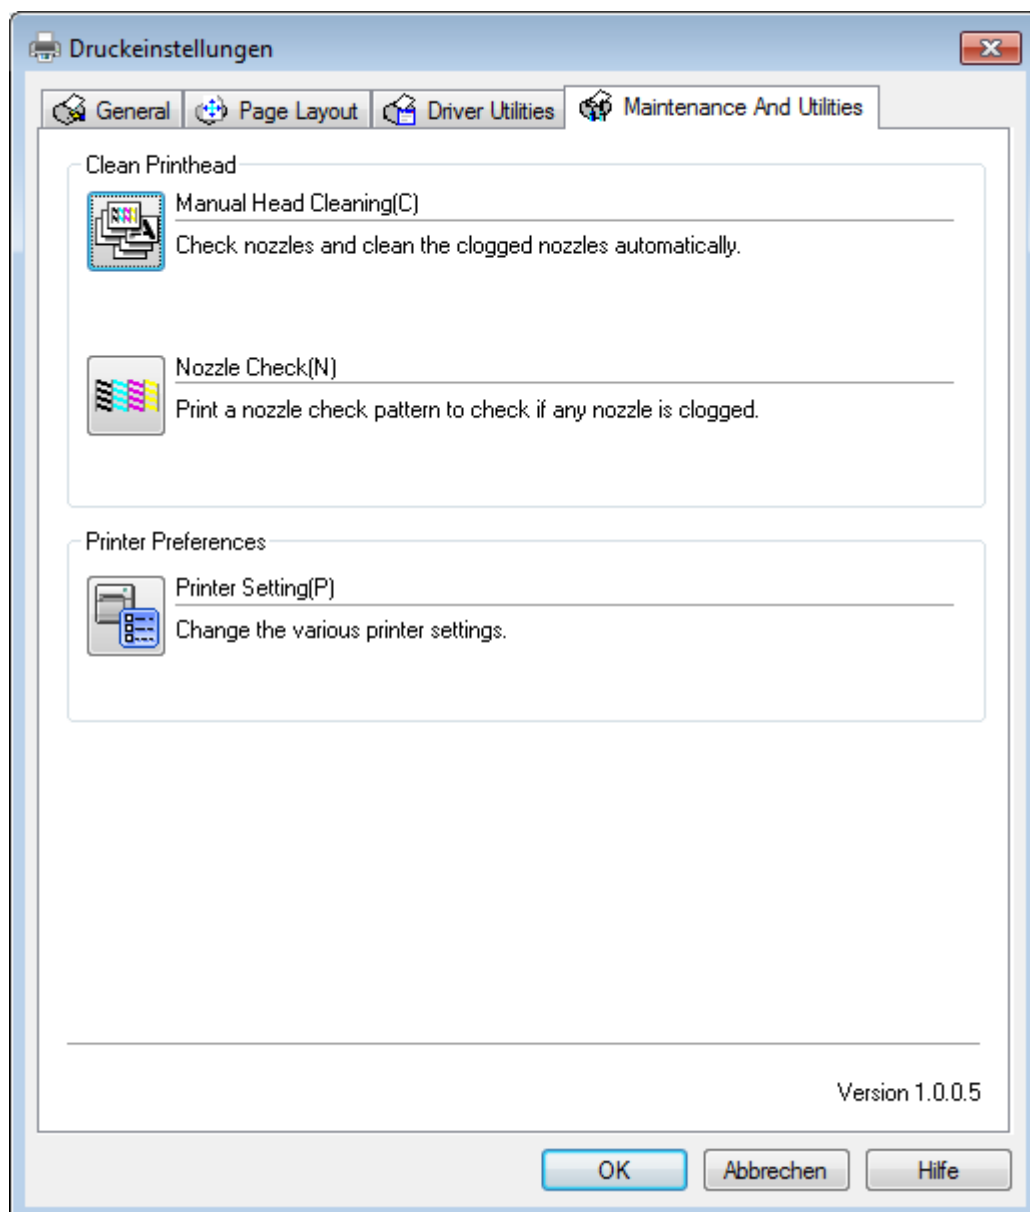 Druckeinstellungen
General Page Layout Driver Utilities Maintenance And Utilities
Clean Printhead
Manual Head Cleaning(C)
Check nozzles and clean the clogged nozzles automatically.
Nozzle Check(N)
Print a nozzle check pattern to check if any nozzle is clogged.
Printer Preferences
Printer Setting(P)
Change the various printer settings.
Version 1.0.0.5
OK Abbrechen Hilfe